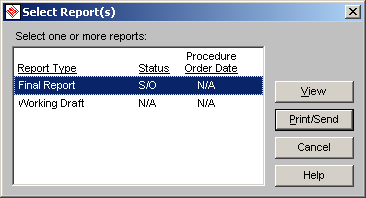 Select Report(s)
Select one or more reports:
Procedure
Report Type Status Order Date
Final Report S/O N/A
Working Draft N/A N/A
View
Print/Send
Cancel
Help